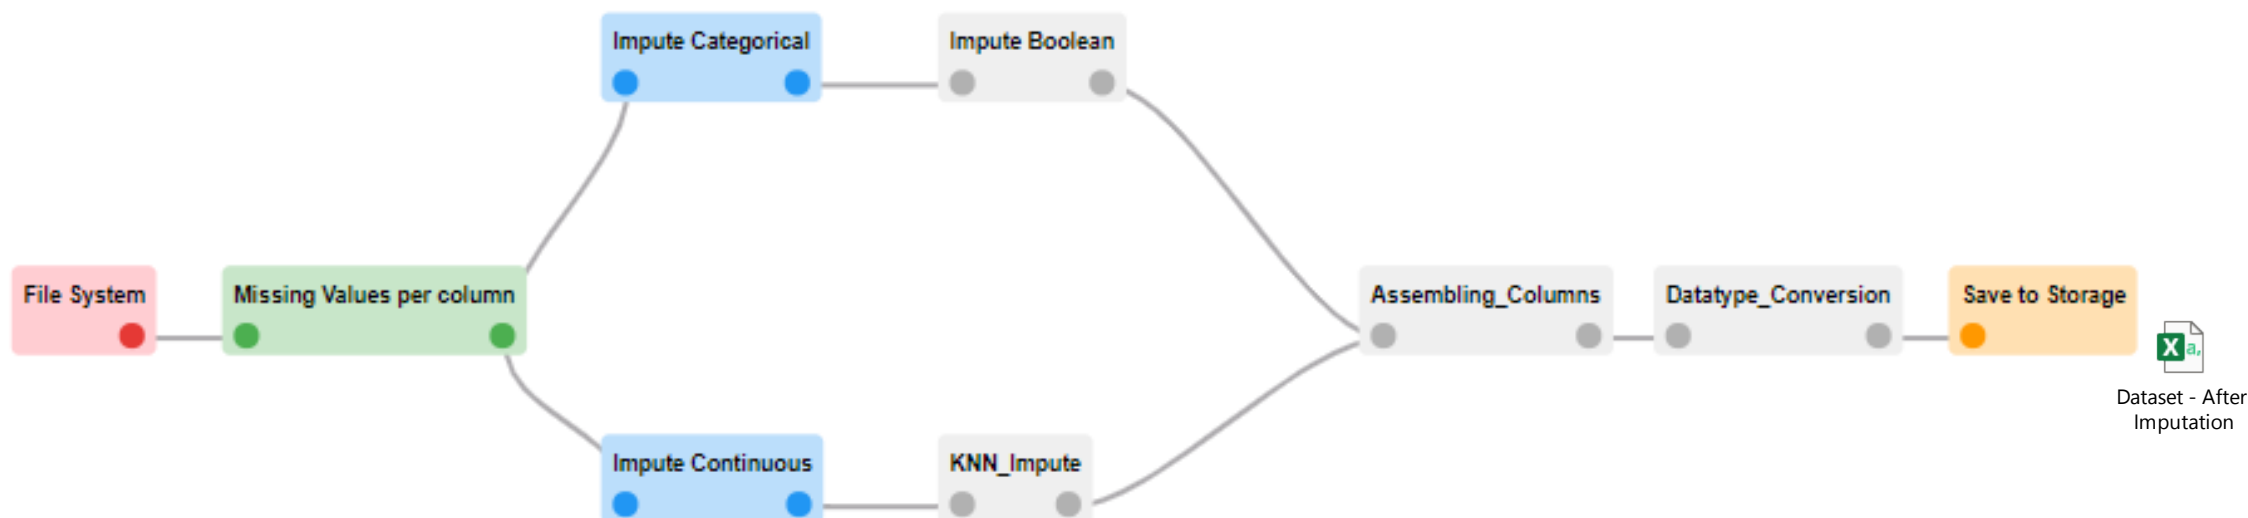 Impute Categorical
Impute Boolean
File System
Missing Values per column
Assembling_Columns
Datatype_Conversion
Save to Storage
X a,
Dataset - After
Imputation
Impute Continuous
KNN_Impute